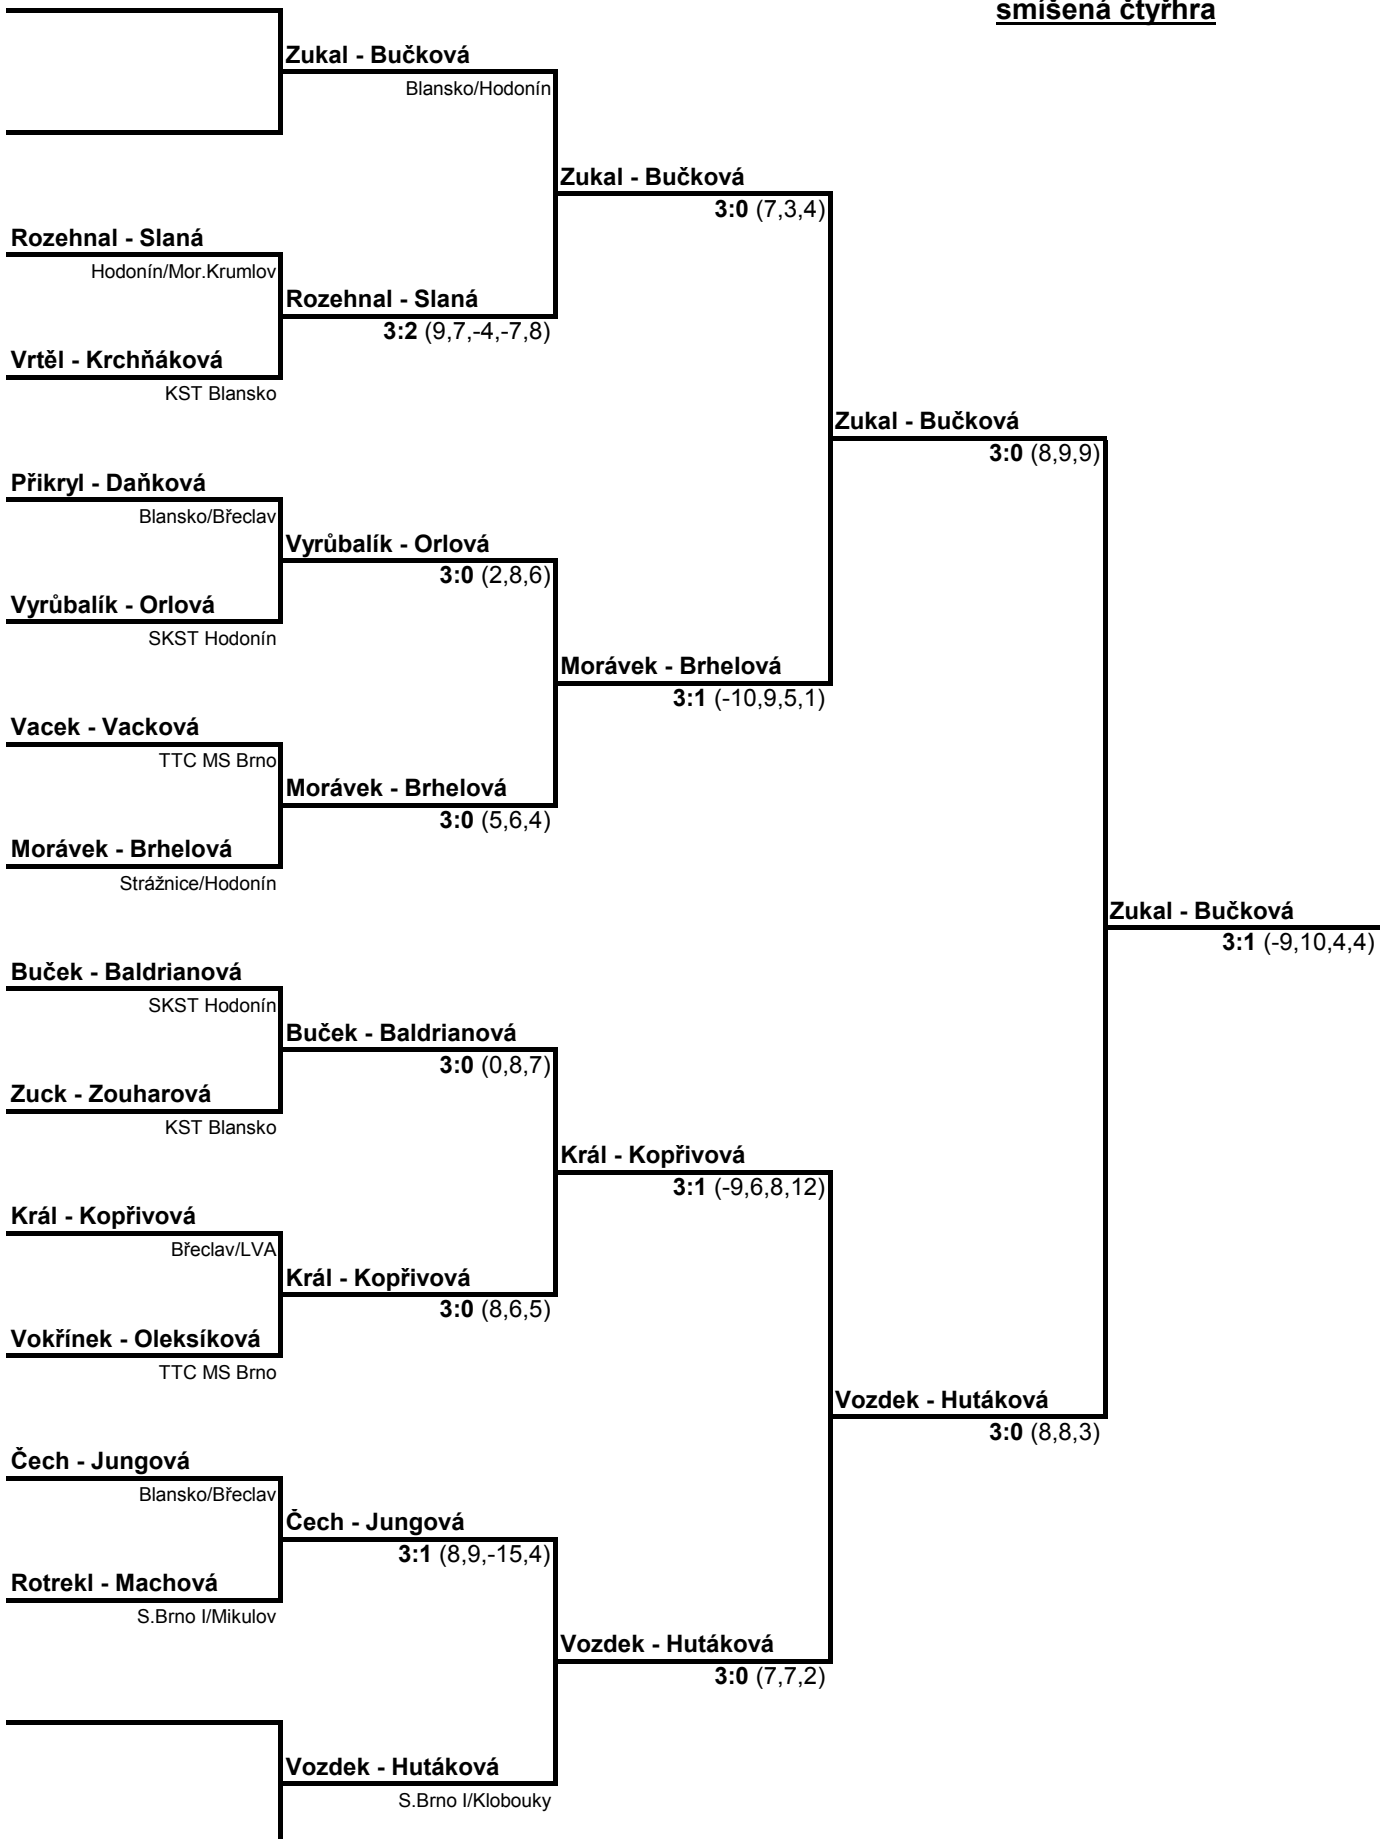 smíšená čtyřhra
Zukal - Bučková
Blansko/Hodonín
Zukal - Bučková
3:0 (7,3,4)
Rozehnal - Slaná
Hodonín/Mor.Krumlov
Rozehnal - Slaná
3:2 (9,7,-4,-7,8)
Vrtěl - Krchňáková
KST Blansko
Zukal - Bučková
3:0 (8,9,9)
Přikryl - Daňková
Blansko/Břeclav
Vyrůbalík - Orlová
3:0 (2,8,6)
Vyrůbalík - Orlová
SKST Hodonín
Morávek - Brhelová
3:1 (-10,9,5,1)
Vacek - Vacková
TTC MS Brno
Morávek - Brhelová
3:0 (5,6,4)
Morávek - Brhelová
Strážnice/Hodonín
Zukal - Bučková
3:1 (-9,10,4,4)
Buček - Baldrianová
SKST Hodonín
Buček - Baldrianová
3:0 (0,8,7)
Zuck - Zouharová
KST Blansko
Král - Kopřivová
3:1 (-9,6,8,12)
Král - Kopřivová
Břeclav/LVA
Král - Kopřivová
3:0 (8,6,5)
Vokřínek - Oleksíková
TTC MS Brno
Vozdek - Hutáková
3:0 (8,8,3)
Čech - Jungová
Blansko/Břeclav
Čech - Jungová
3:1 (8,9,-15,4)
Rotrekl - Machová
S.Brno I/Mikulov
Vozdek - Hutáková
3:0 (7,7,2)
Vozdek - Hutáková
S.Brno I/Klobouky